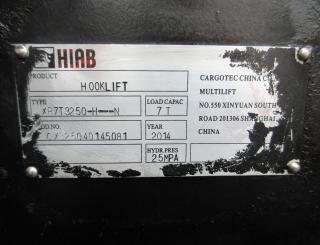 HIAB
PRODUCT
HOOKLIFT
TYPE
LOAD CAPAC
7 T
YEAR
2014
HYDR.PRES
25MPA
CARGOTEC CHINA
MULTILIFT
NO.550 XINYUAN SOUTH
ROAD 201306 SHANGHAI,
CHINA